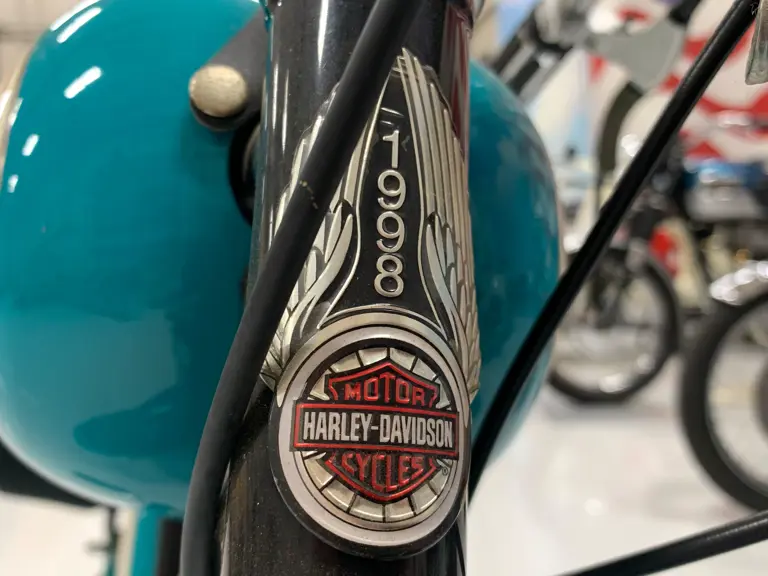 1998
MOTOR
HARLEY-DAVIDSON
CYCLES
®